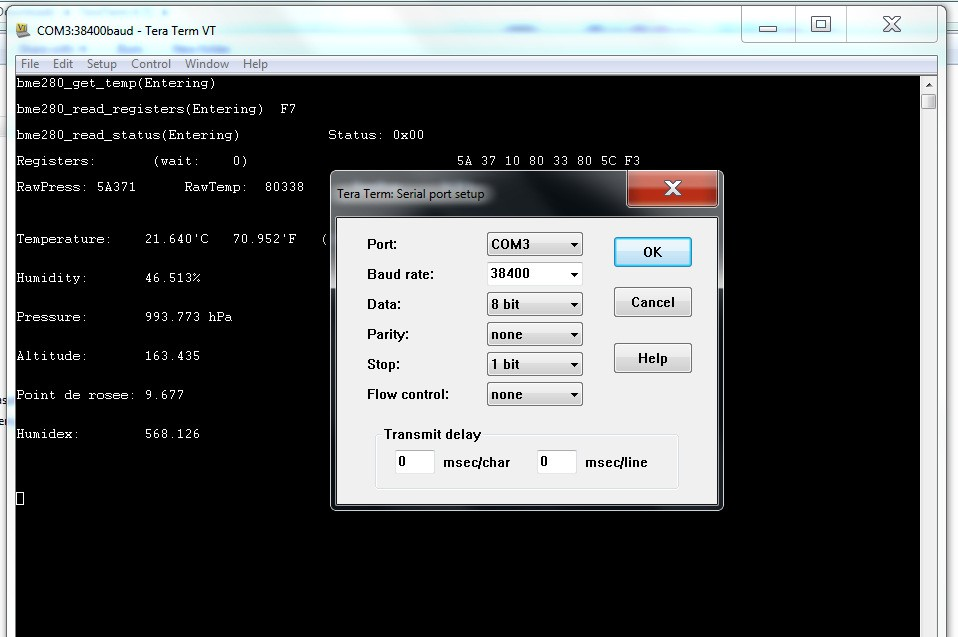 COM3:38400baud - Tera Term VT
File Edit Setup Control Window Help
bme280_get_temp(Entering)
bme280_read_registers(Entering) F7
bme280_read_status(Entering) Status: 0x00
Registers: (wait: 0) 5A 37 10 80 33 80 5C F3
RawPress: 5A371 RawTemp: 80338
Temperature: 21.640'C 70.952'F (
Humidity: 46.513%
Pressure: 993.773 hPa
Altitude: 163.435
Point de rosee: 9.677
Humidex: 568.126
Tera Term: Serial port setup
Port: COM3 OK
Baud rate: 38400
Data: 8 bit Cancel
Parity: none
Stop: 1 bit Help
Flow control: none
Transmit delay
0 msec/char 0 msec/line